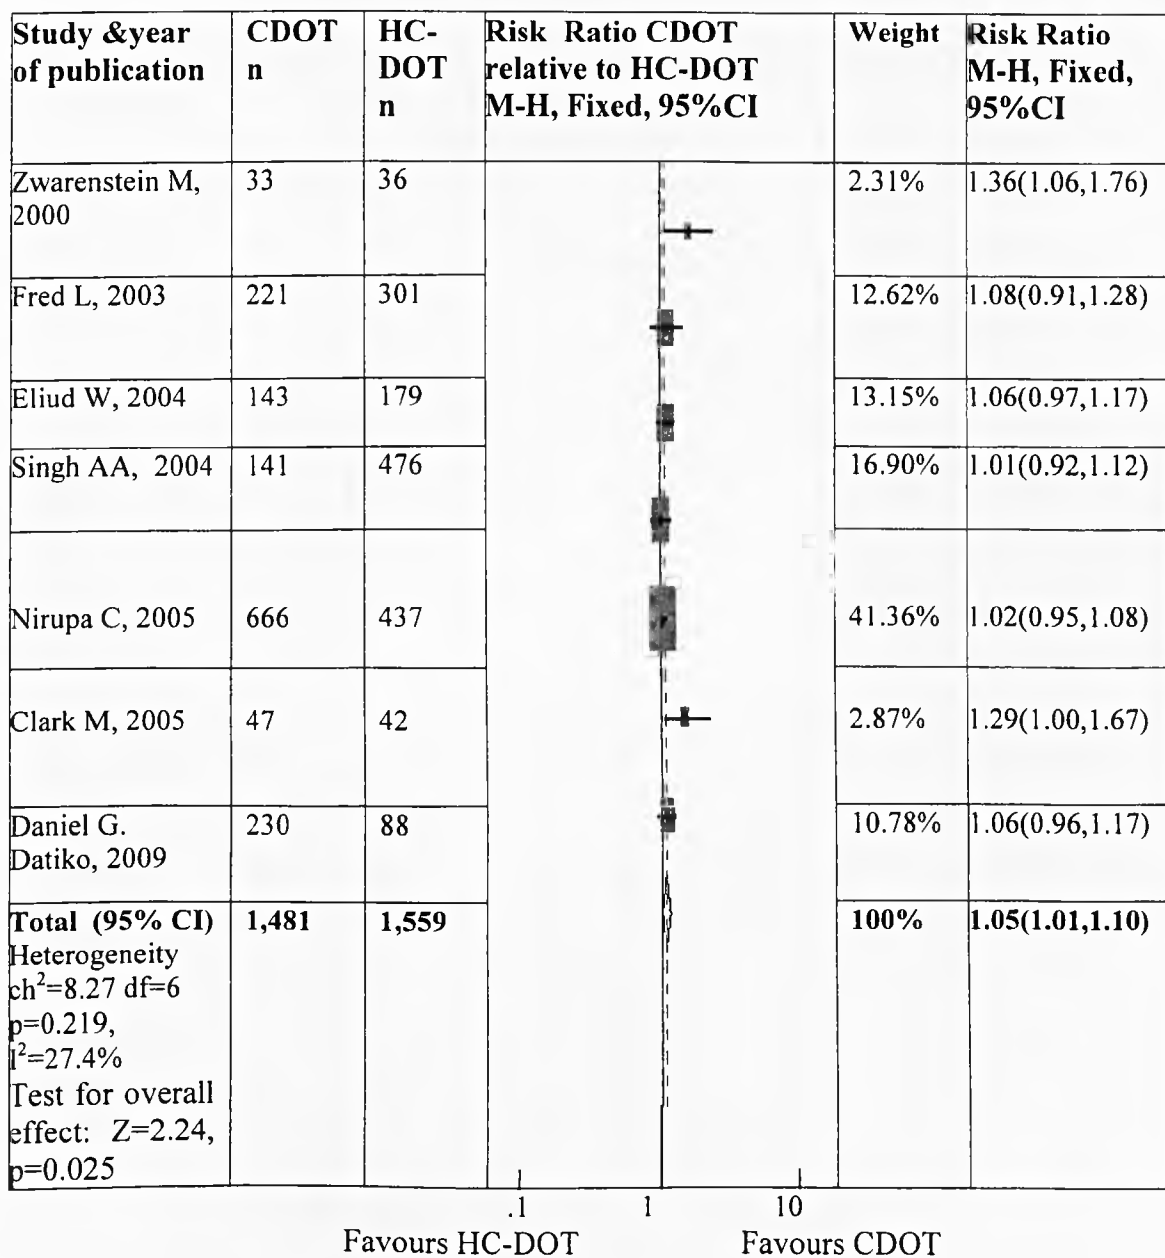 Study &year of publication CDOT n HC-DOT n Risk Ratio CDOT relative to HC-DOT M-H, Fixed, 95%CI Weight Risk Ratio M-H, Fixed, 95%CI
Zwarenstein M, 2000 33 36 2.31% 1.36(1.06,1.76)
Fred L, 2003 221 301 12.62% 1.08(0.91,1.28)
Eliud W, 2004 143 179 13.15% 1.06(0.97,1.17)
Singh AA, 2004 141 476 16.90% 1.01(0.92,1.12)
Nirupa C, 2005 666 437 41.36% 1.02(0.95,1.08)
Clark M, 2005 47 42 2.87% 1.29(1.00,1.67)
Daniel G. Datiko, 2009 230 88 10.78% 1.06(0.96,1.17)
Total (95% CI) 1,481 1,559 100% 1.05(1.01,1.10)
Heterogeneity
ch²=8.27 df=6
p=0.219,
I²=27.4%
Test for overall
effect: Z=2.24,
p=0.025
.1 1 10
Favours HC-DOT Favours CDOT